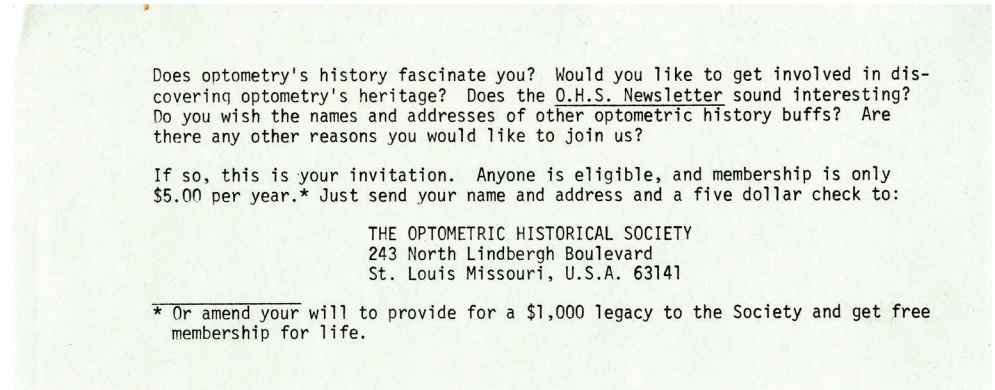 Does optometry's history fascinate you? Would you like to get involved in dis-
covering optometry's heritage? Does the O.H.S. Newsletter sound interesting?
Do you wish the names and addresses of other optometric history buffs? Are
there any other reasons you would like to join us?
If so, this is your invitation. Anyone is eligible, and membership is only
$5.00 per year.* Just send your name and address and a five dollar check to:
THE OPTOMETRIC HISTORICAL SOCIETY
243 North Lindbergh Boulevard
St. Louis Missouri, U.S.A. 63141
* Or amend your will to provide for a $1,000 legacy to the Society and get free
membership for life.